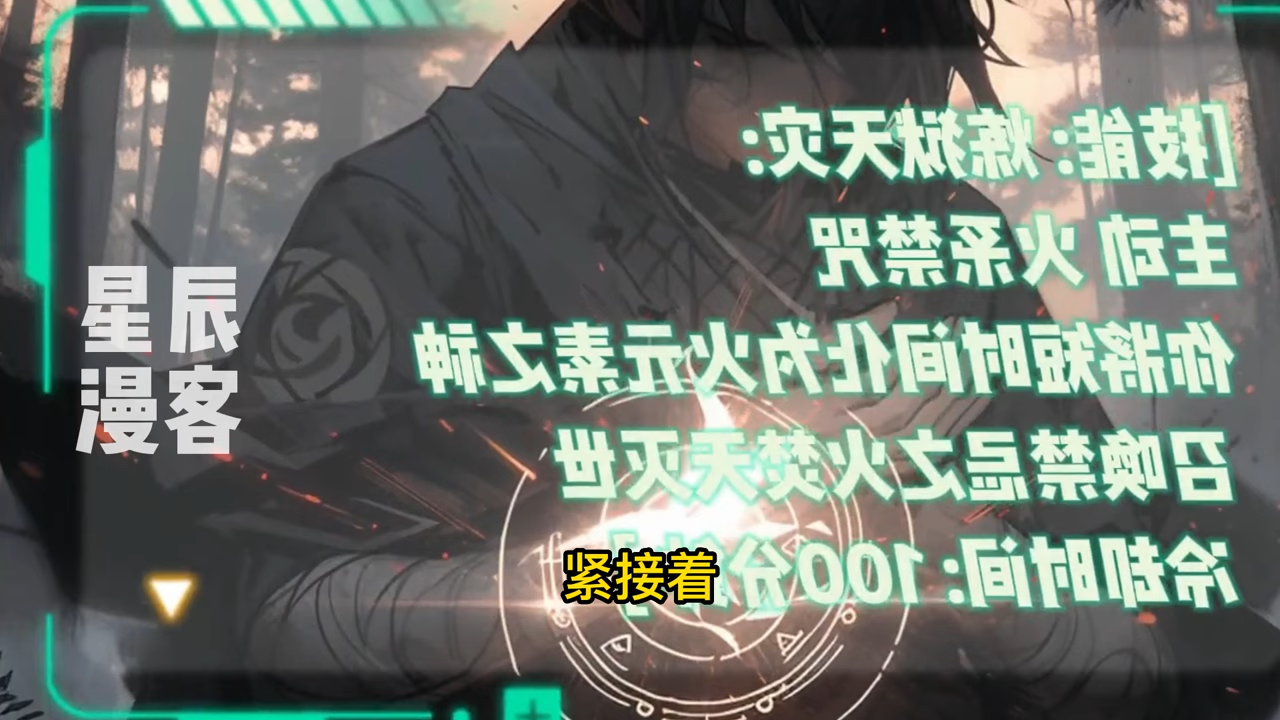 [技能: 炼狱天灾:
主动 火系禁咒
你将短时间化为火元素之神
召唤禁忌之火焚天灭世
冷却时间: 100分钟]
星辰
漫客
紧接着